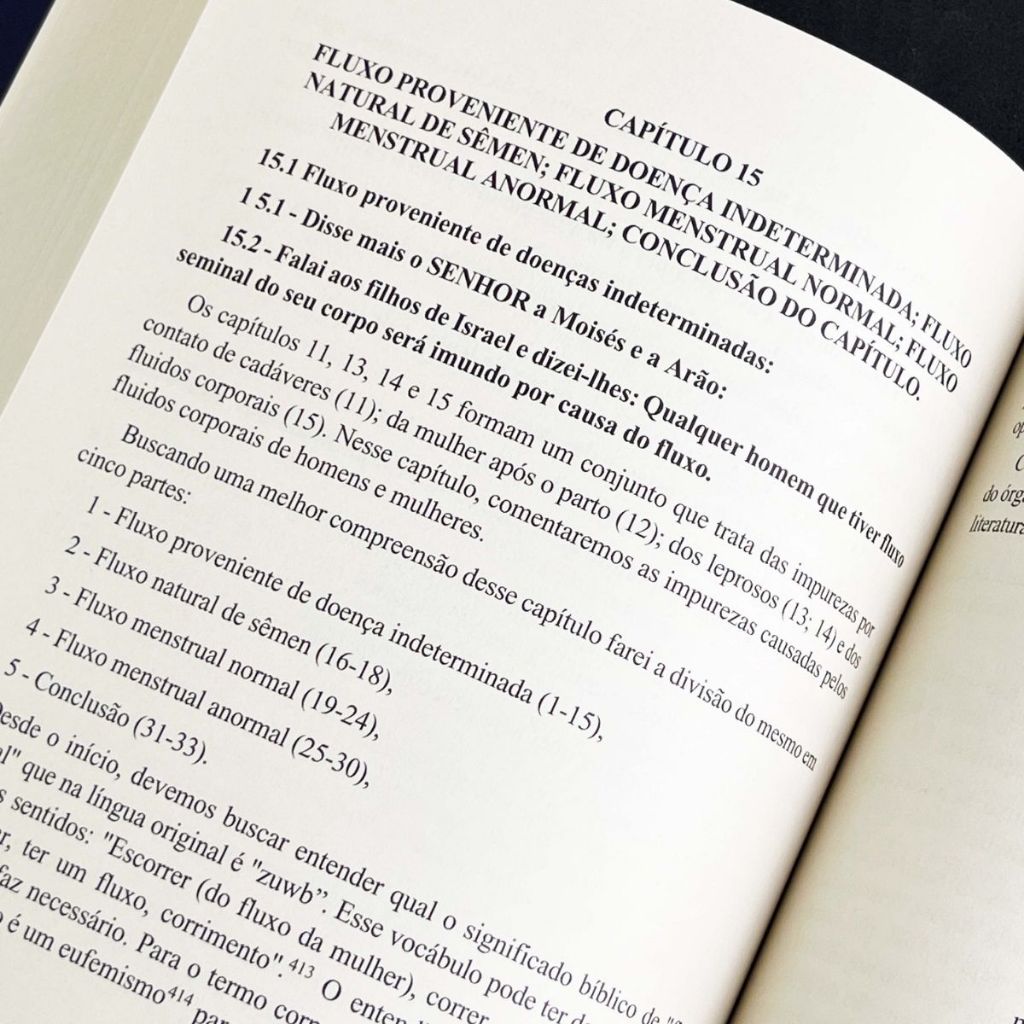 CAPÍTULO 15
FLUXO PROVENIENTE DE DOENÇA INDETERMINADA; FLUXO
NATURAL DE SÊMEN; FLUXO MENSTRUAL NORMAL; FLUXO
MENSTRUAL ANORMAL; CONCLUSÃO DO CAPÍTULO.
15.1 Fluxo proveniente de doenças indeterminadas:
1 5.1 - Disse mais o SENHOR a Moisés e a Arão:
15.2 - Falai aos filhos de Israel e dizei-lhes: Qualquer homem que tiver fluxo
seminal do seu corpo será imundo por causa do fluxo.
Os capítulos 11, 13, 14 e 15 formam um conjunto que trata das impurezas por
contato de cadáveres (11); da mulher após o parto (12); dos leprosos (13; 14) e dos
fluidos corporais (15). Nesse capítulo, comentaremos as impurezas causadas pelos
fluidos corporais de homens e mulheres.
Buscando uma melhor compreensão desse capítulo farei a divisão do mesmo em
cinco partes:
1 - Fluxo proveniente de doença indeterminada (1-15),
2 - Fluxo natural de sêmen (16-18),
3 - Fluxo menstrual normal (19-24),
4 - Fluxo menstrual anormal (25-30),
5 - Conclusão (31-33).
Desde o início, devemos buscar entender qual o significado bíblico de
que na língua original é "zuwb”. Esse vocábulo pode ter
sentidos: "Escorrer (do fluxo da mulher), correr
ter um fluxo, corrimento".⁴¹³ O
faz necessário. Para o termo
é um eufemismo⁴¹⁴
do
literatura